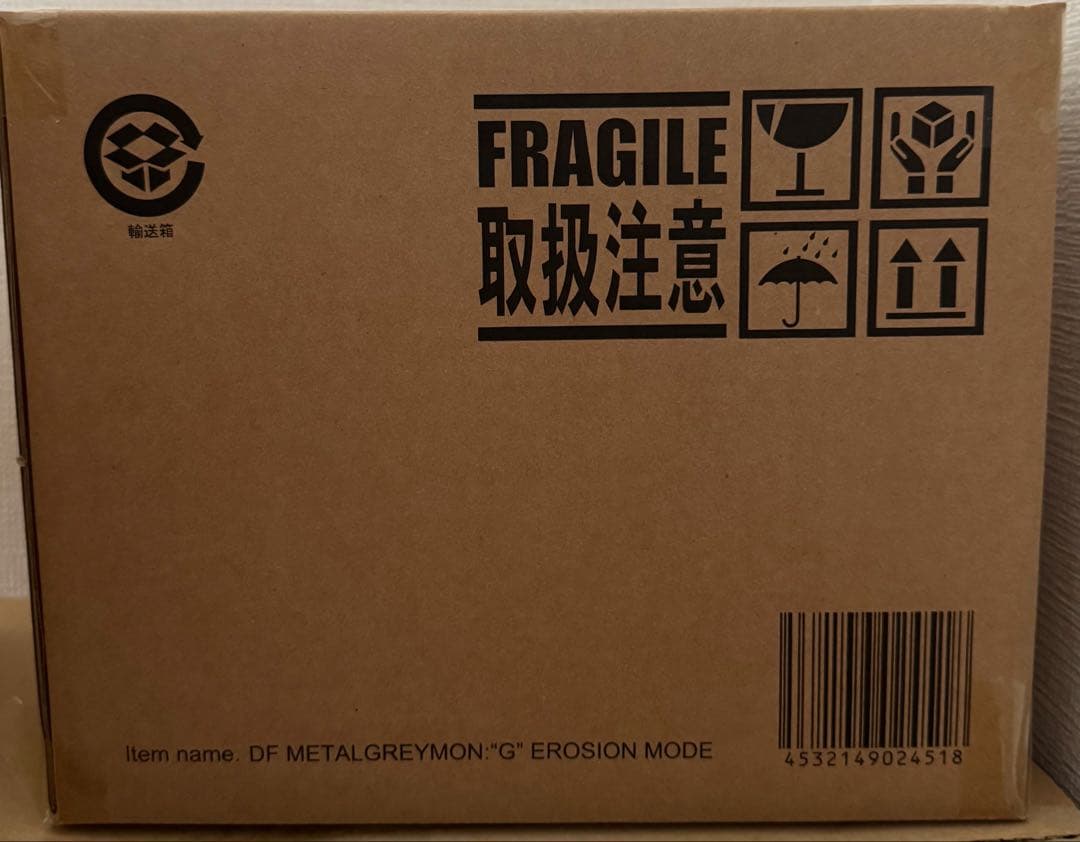 輸送箱
FRAGILE
取扱注意
Item name. DF METALGREYMON:“G” EROSION MODE
4532149024518